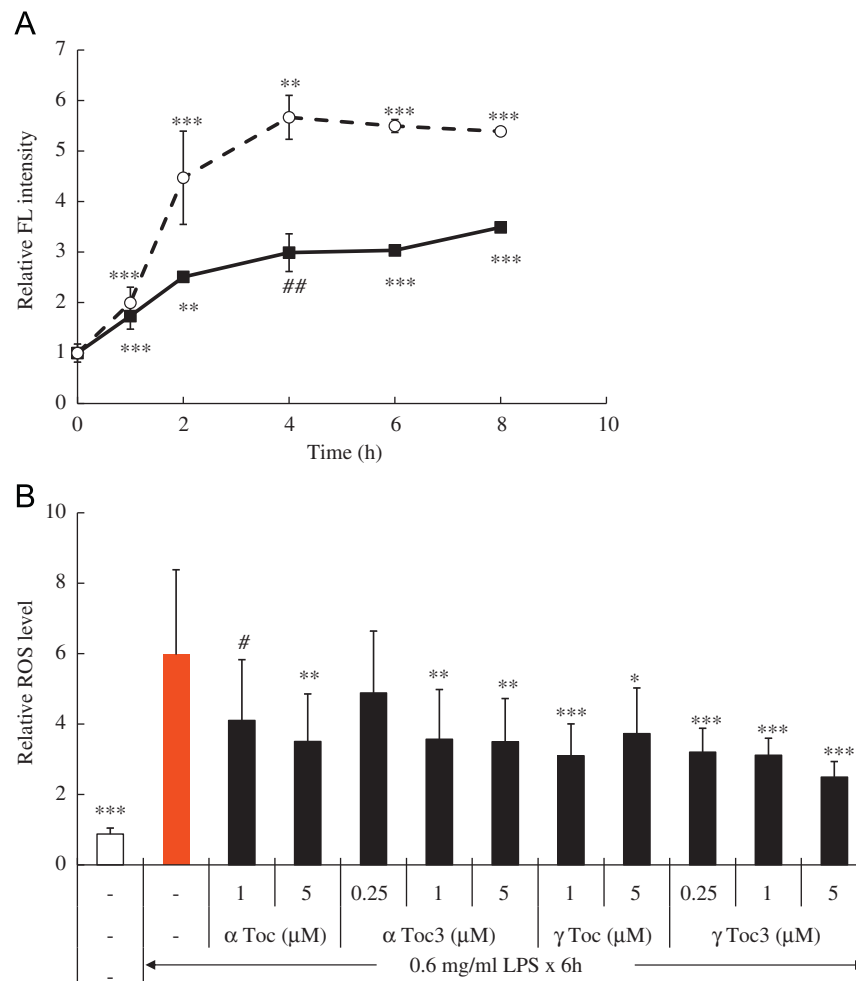 A
7
6
5
4
3
2
1
0
Relative FL intensity
*** *** ** *** ***
*** ** ## *** ***
0 2 4 6 8 10
Time (h)
B
10
8
6
4
2
0
Relative ROS level
*** # ** ** ** *** * *** *** ***
- - 1 5 0.25 1 5 1 5 0.25 1 5
- - α Toc (μM) α Toc3 (μM) γ Toc (μM) γ Toc3 (μM)
- 0.6 mg/ml LPS x 6h